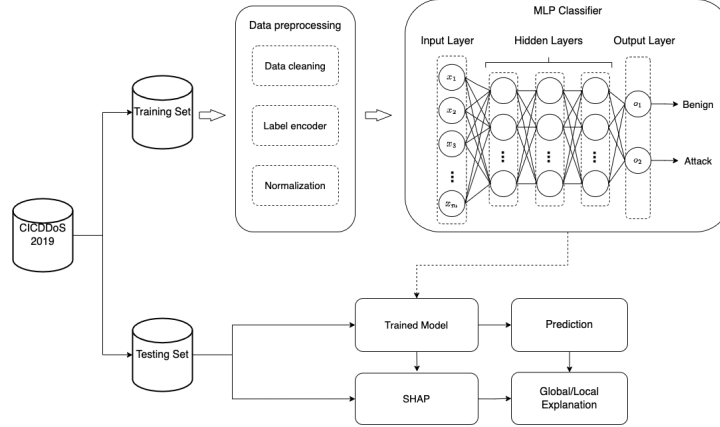 Data preprocessing
Data cleaning
Label encoder
Normalization
MLP Classifier
Input Layer
Hidden Layers
Output Layer
x₁
x₂
x₃
xₙ
o₁
o₂
Benign
Attack
Training Set
CICDDoS
2019
Testing Set
Trained Model
Prediction
SHAP
Global/Local
Explanation